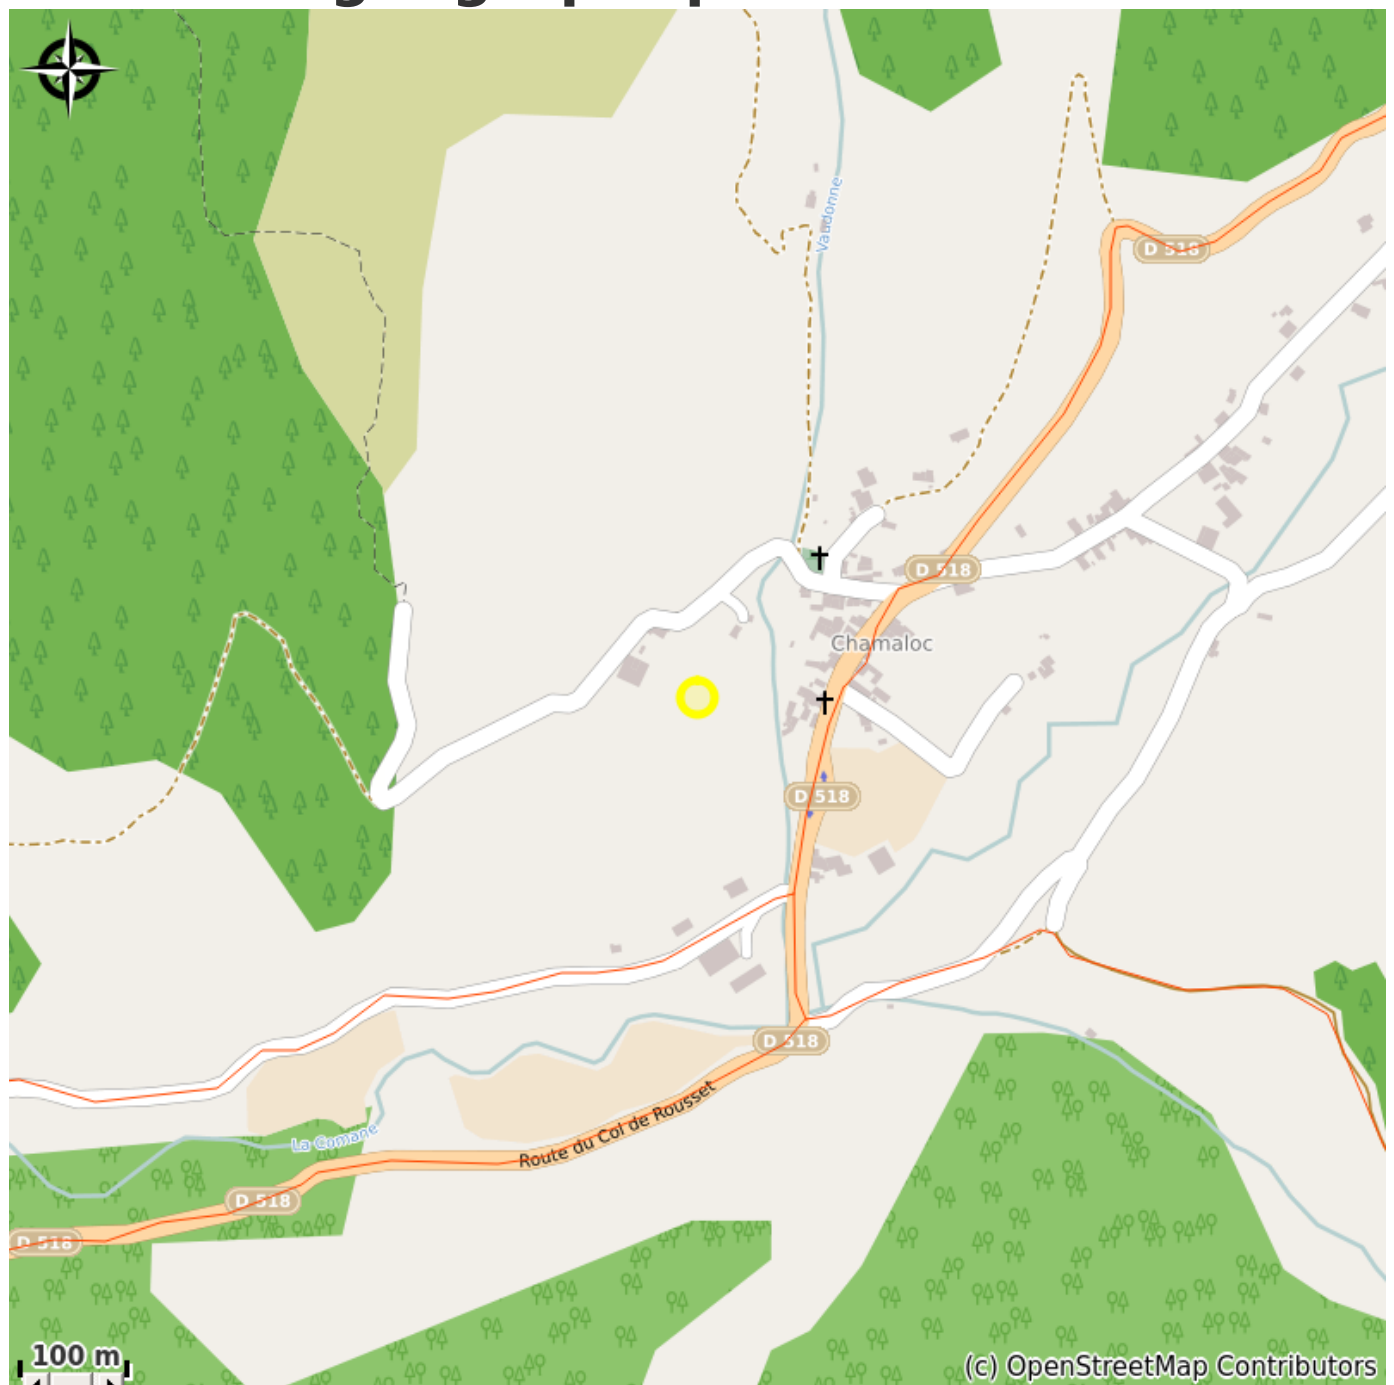 Vaudonne
D 518
D 518
Chamaloc
D 518
D 518
Route du Col de Rousset
La Comane
D 518
D 518
100 m
(c) OpenStreetMap Contributors